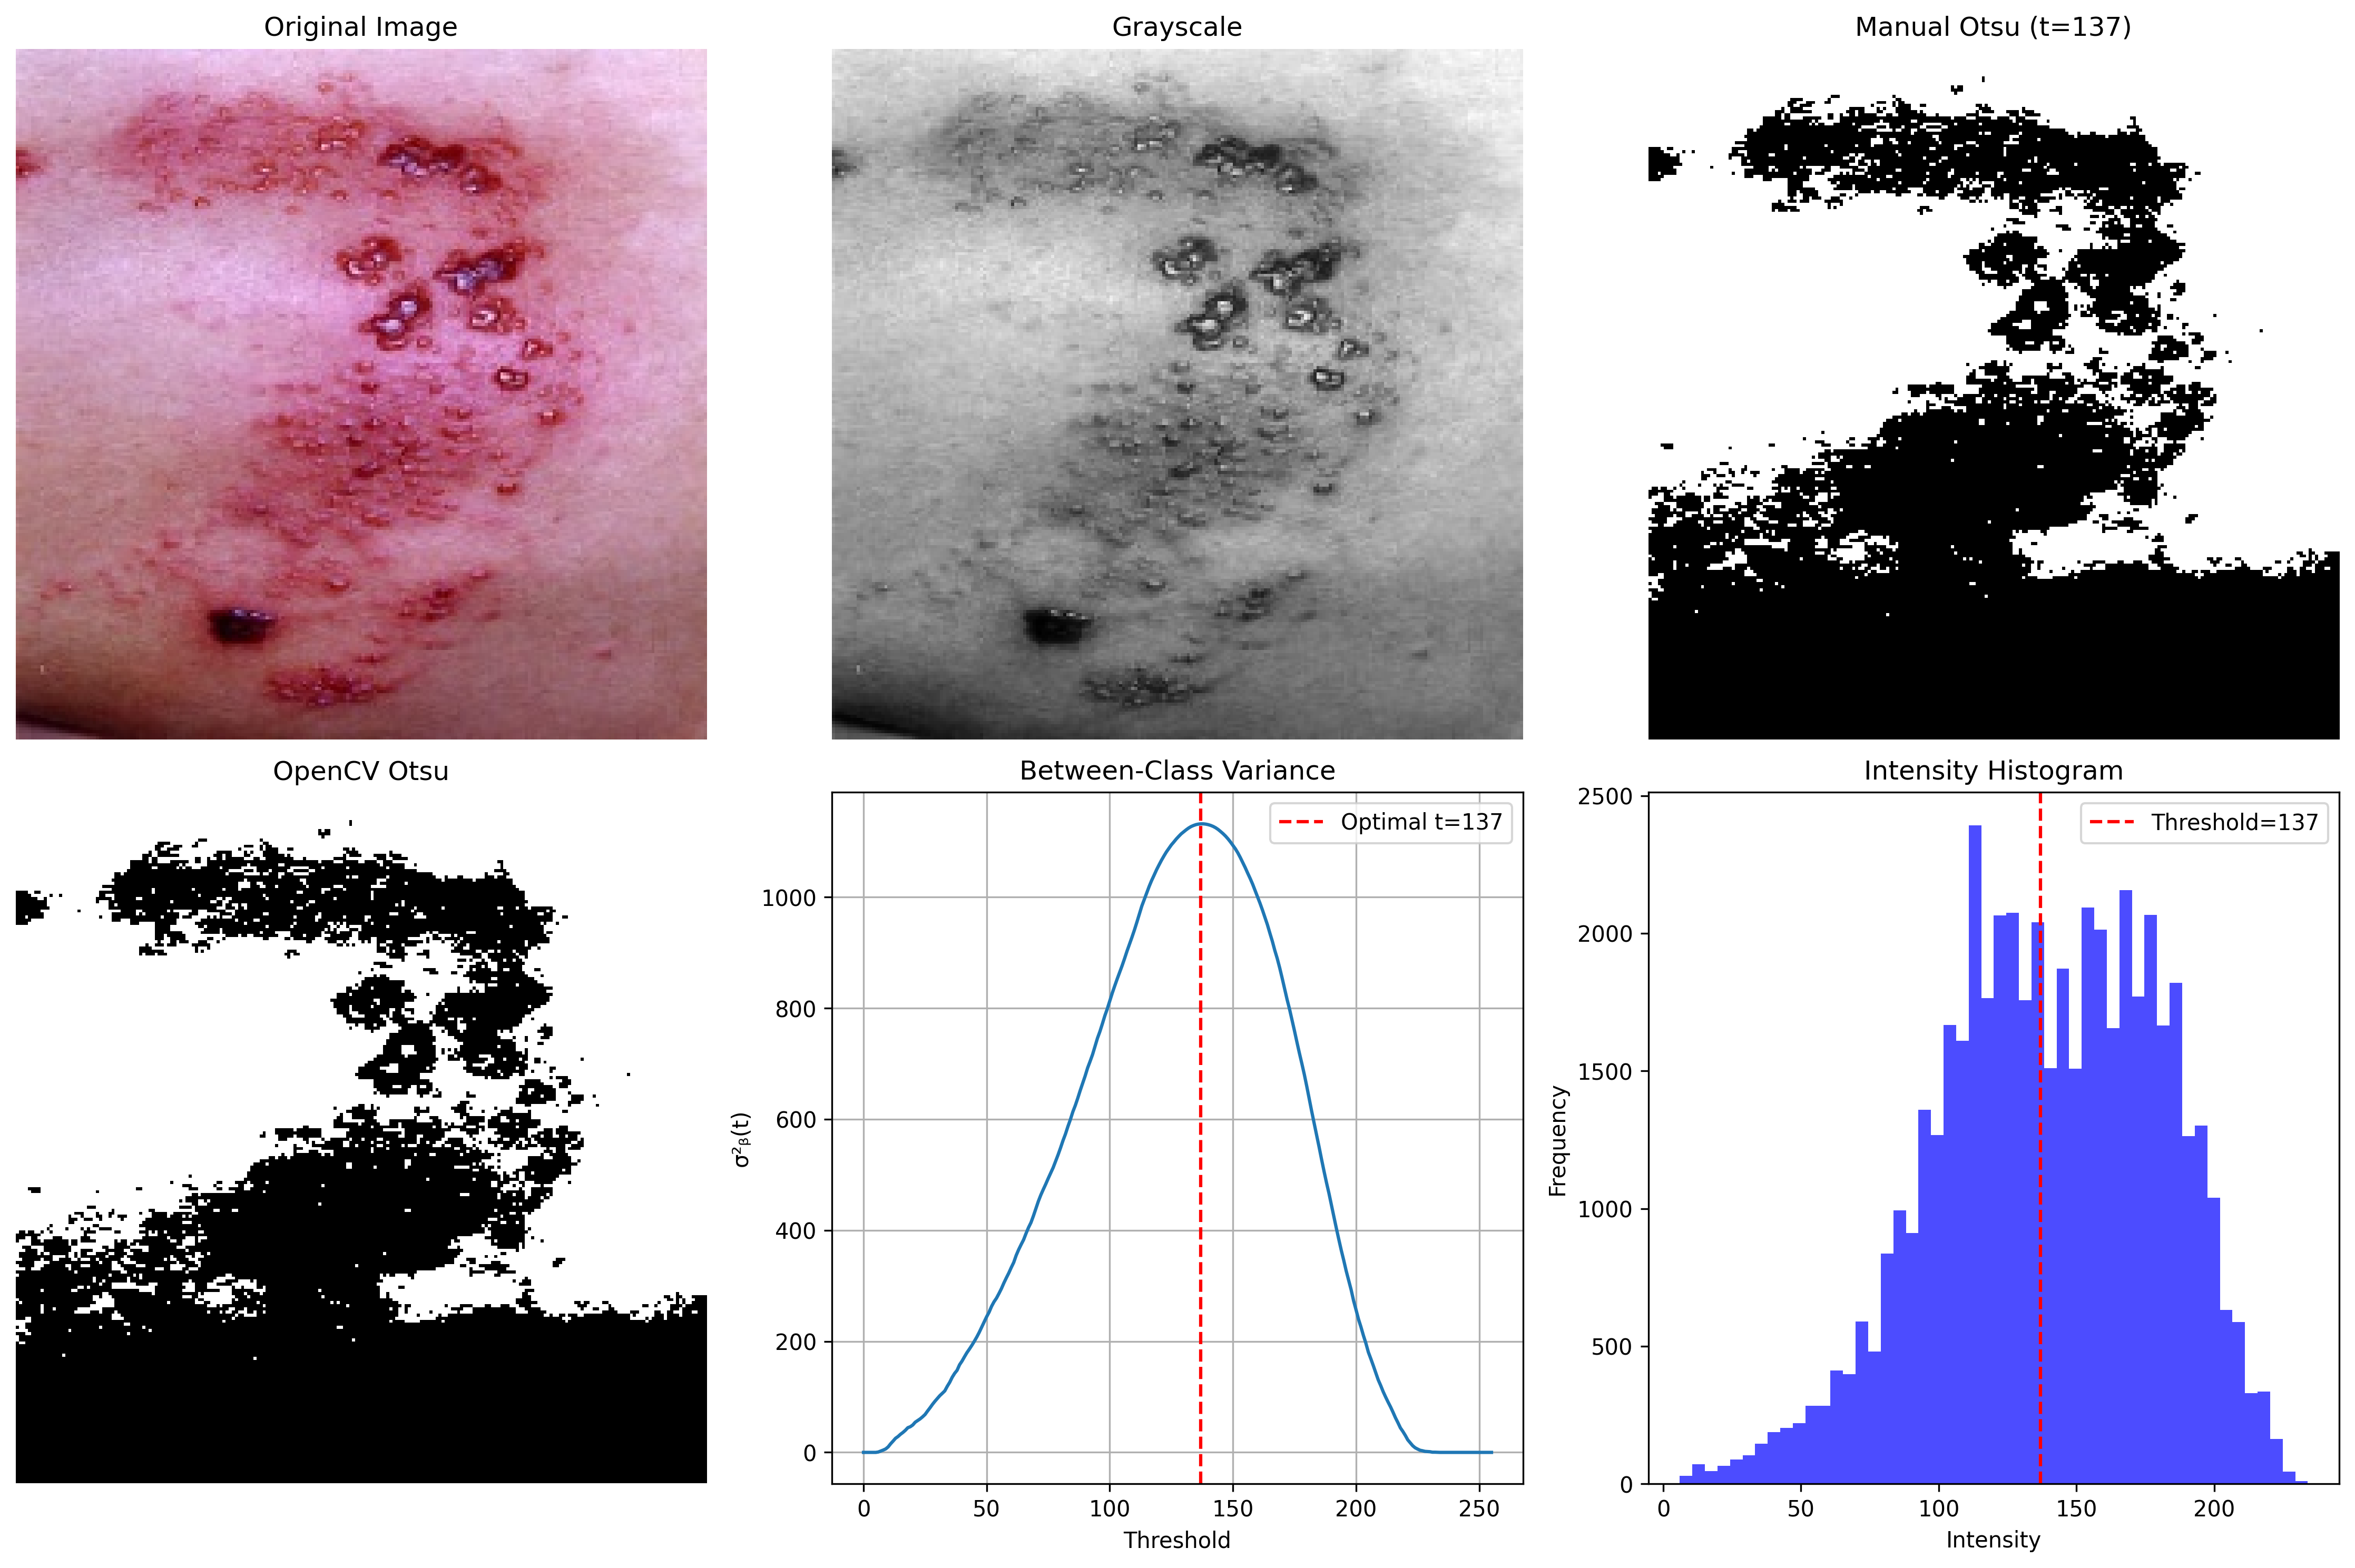 Original Image
Grayscale
Manual Otsu (t=137)
OpenCV Otsu
Between-Class Variance
Optimal t=137
σ²ᵦ(t)
1000
800
600
400
200
0
0 50 100 150 200 250
Threshold
Intensity Histogram
Threshold=137
Frequency
2500
2000
1500
1000
500
0
0 50 100 150 200
Intensity